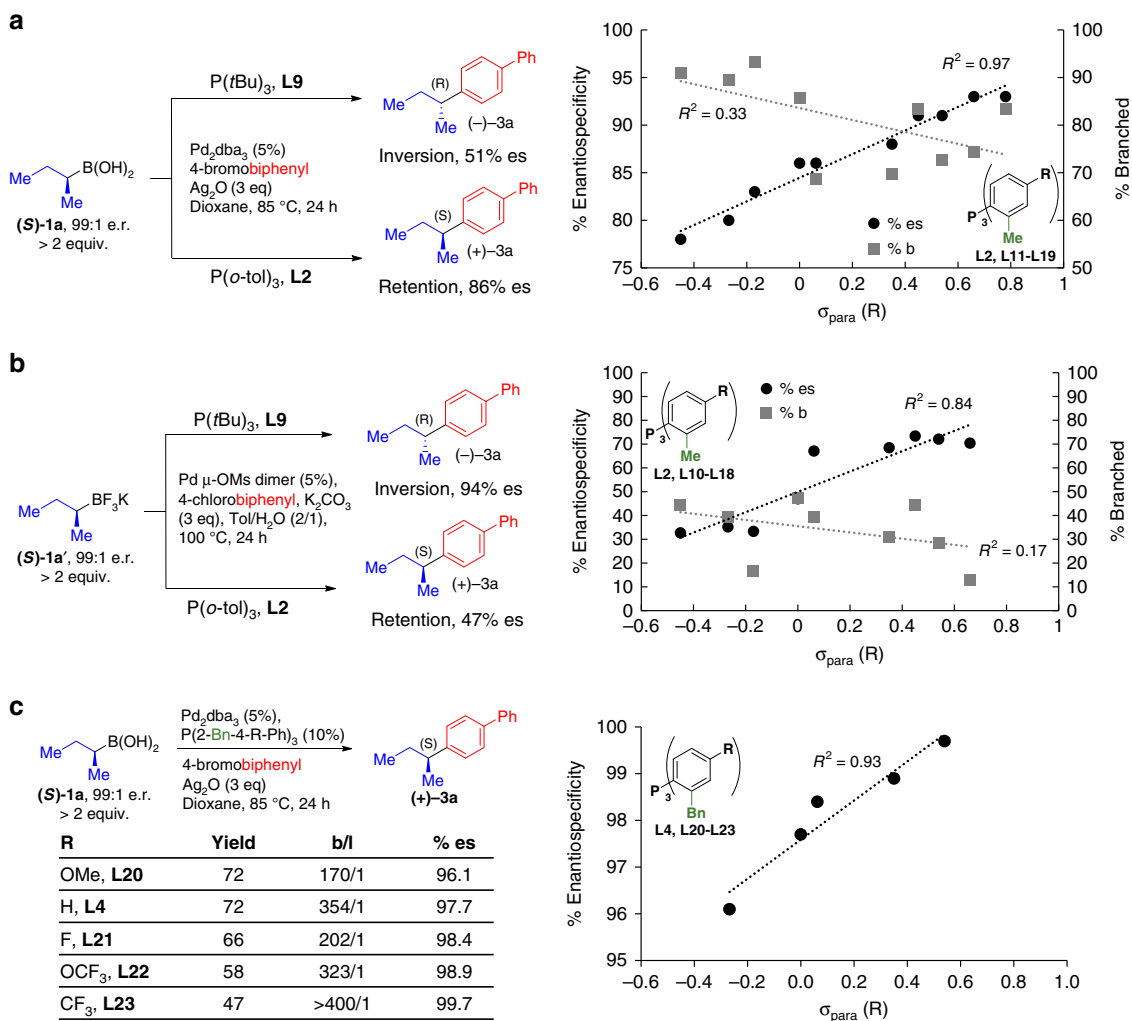 a
P(tBu)₃, L9
Me
B(OH)₂
Me
(S)-1a, 99:1 e.r.
> 2 equiv.
Pd₂dba₃ (5%)
4-bromobiphenyl
Ag₂O (3 eq)
Dioxane, 85 °C, 24 h
P(o-tol)₃, L2
Ph
(R)
Me
Me
(–)–3a
Inversion, 51% es
Ph
(S)
Me
Me
(+)–3a
Retention, 86% es
100
95
90
85
80
75
% Enantiospecificity
100
90
80
70
60
50
% Branched
R² = 0.97
R² = 0.33
% es
% b
R
P
3
Me
L2, L11-L19
–0.6
–0.4
–0.2
0
0.2
0.4
0.6
0.8
1
σpara (R)
b
P(tBu)₃, L9
Me
BF₃K
Me
(S)-1a′, 99:1 e.r.
> 2 equiv.
Pd μ-OMs dimer (5%),
4-chlorobiphenyl, K₂CO₃
(3 eq), Tol/H₂O (2/1),
100 °C, 24 h
P(o-tol)₃, L2
Ph
(R)
Me
Me
(–)–3a
Inversion, 94% es
Ph
(S)
Me
Me
(+)–3a
Retention, 47% es
100
90
80
70
60
50
40
30
20
10
0
% Enantiospecificity
100
90
80
70
60
50
40
30
20
10
0
% Branched
R
P
3
Me
L2, L10-L18
% es
% b
R² = 0.84
R² = 0.17
–0.6
–0.4
–0.2
0
0.2
0.4
0.6
0.8
1
σpara (R)
c
Me
B(OH)₂
Me
(S)-1a, 99:1 e.r.
> 2 equiv.
Pd₂dba₃ (5%),
P(2-Bn-4-R-Ph)₃ (10%)
4-bromobiphenyl
Ag₂O (3 eq)
Dioxane, 85 °C, 24 h
Ph
(S)
Me
Me
(+)–3a
R Yield b/l % es
OMe, L20 72 170/1 96.1
H, L4 72 354/1 97.7
F, L21 66 202/1 98.4
OCF₃, L22 58 323/1 98.9
CF₃, L23 47 >400/1 99.7
100
99
98
97
96
95
% Enantiospecificity
R
P
3
Bn
L4, L20-L23
R² = 0.93
–0.6
–0.4
–0.2
0
0.2
0.4
0.6
0.8
1.0
σpara (R)